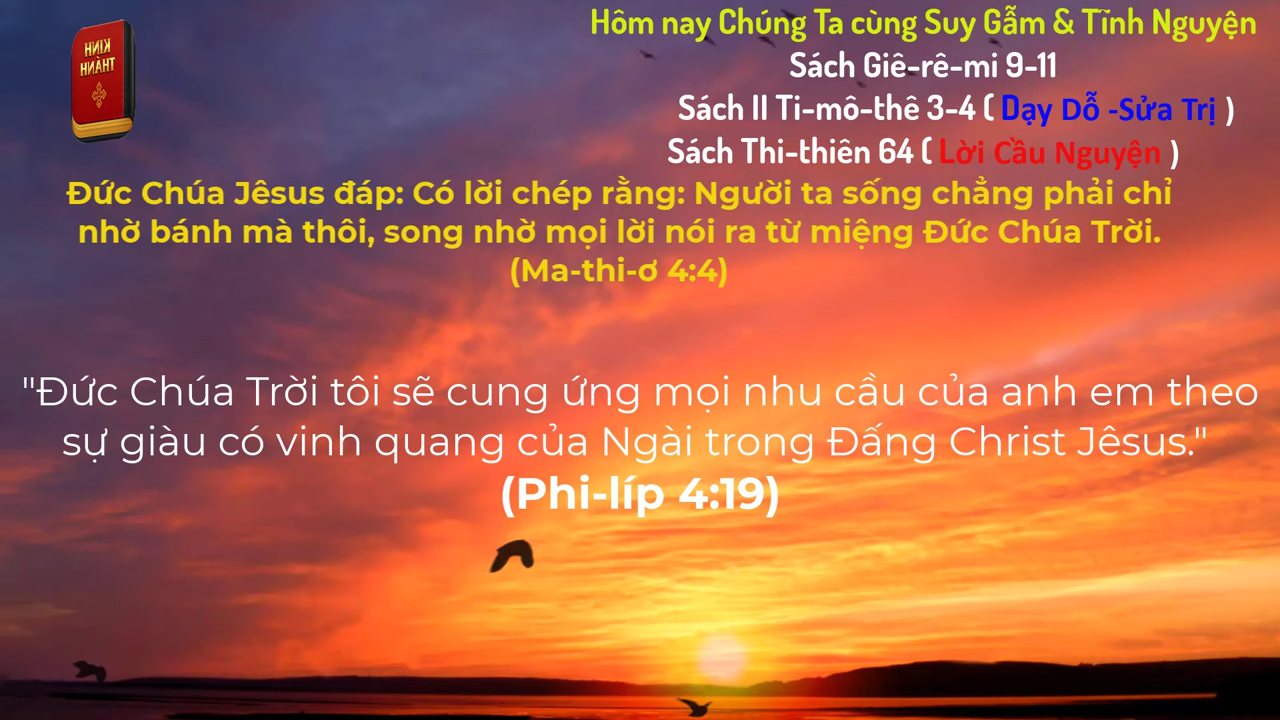 KINH
THÁNH
Hôm nay Chúng Ta cùng Suy Gẫm & Tĩnh Nguyện
Sách Giê-rê-mi 9-11
Sách II Ti-mô-thê 3-4 ( Dạy Dỗ -Sửa Trị )
Sách Thi-thiên 64 ( Lời Cầu Nguyện )
Đức Chúa Jêsus đáp: Có lời chép rằng: Người ta sống chẳng phải chỉ
nhờ bánh mà thôi, song nhờ mọi lời nói ra từ miệng Đức Chúa Trời.
(Ma-thi-ơ 4:4)
"Đức Chúa Trời tôi sẽ cung ứng mọi nhu cầu của anh em theo
sự giàu có vinh quang của Ngài trong Đấng Christ Jêsus."
(Phi-líp 4:19)